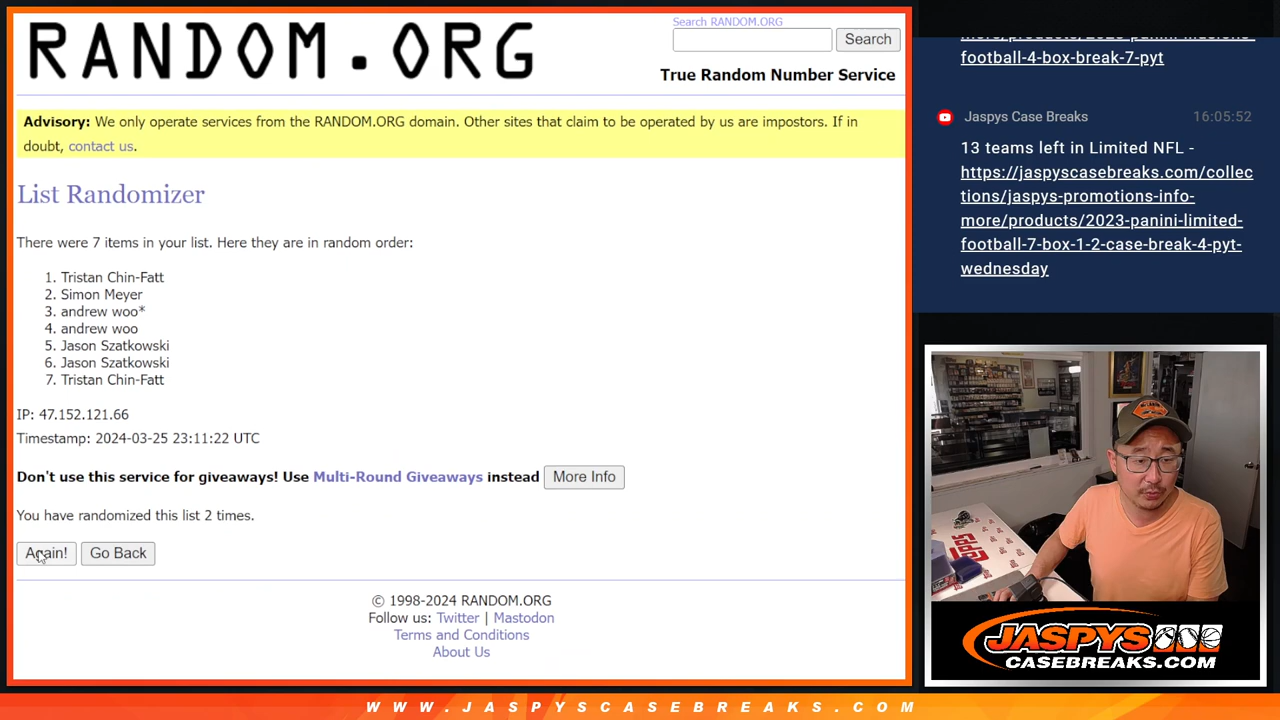 RANDOM.ORG
Search RANDOM.ORG
Search
True Random Number Service
Advisory: We only operate services from the RANDOM.ORG domain. Other sites that claim to be operated by us are impostors. If in
doubt, contact us.
List Randomizer
There were 7 items in your list. Here they are in random order:
1. Tristan Chin-Fatt
2. Simon Meyer
3. andrew woo*
4. andrew woo
5. Jason Szatkowski
6. Jason Szatkowski
7. Tristan Chin-Fatt
IP: 47.152.121.66
Timestamp: 2024-03-25 23:11:22 UTC
Don't use this service for giveaways! Use Multi-Round Giveaways instead More Info
You have randomized this list 2 times.
Again! Go Back
© 1998-2024 RANDOM.ORG
Follow us: Twitter | Mastodon
Terms and Conditions
About Us
football-4-box-break-7-pyt
Jaspys Case Breaks 16:05:52
13 teams left in Limited NFL -
https://jaspyscasebreaks.com/collec
tions/jaspys-promotions-info-
more/products/2023-panini-limited-
football-7-box-1-2-case-break-4-pyt-
wednesday
JASPYS
CASEBREAKS.COM
WWW.JASPYSCASEBREAKS.COM